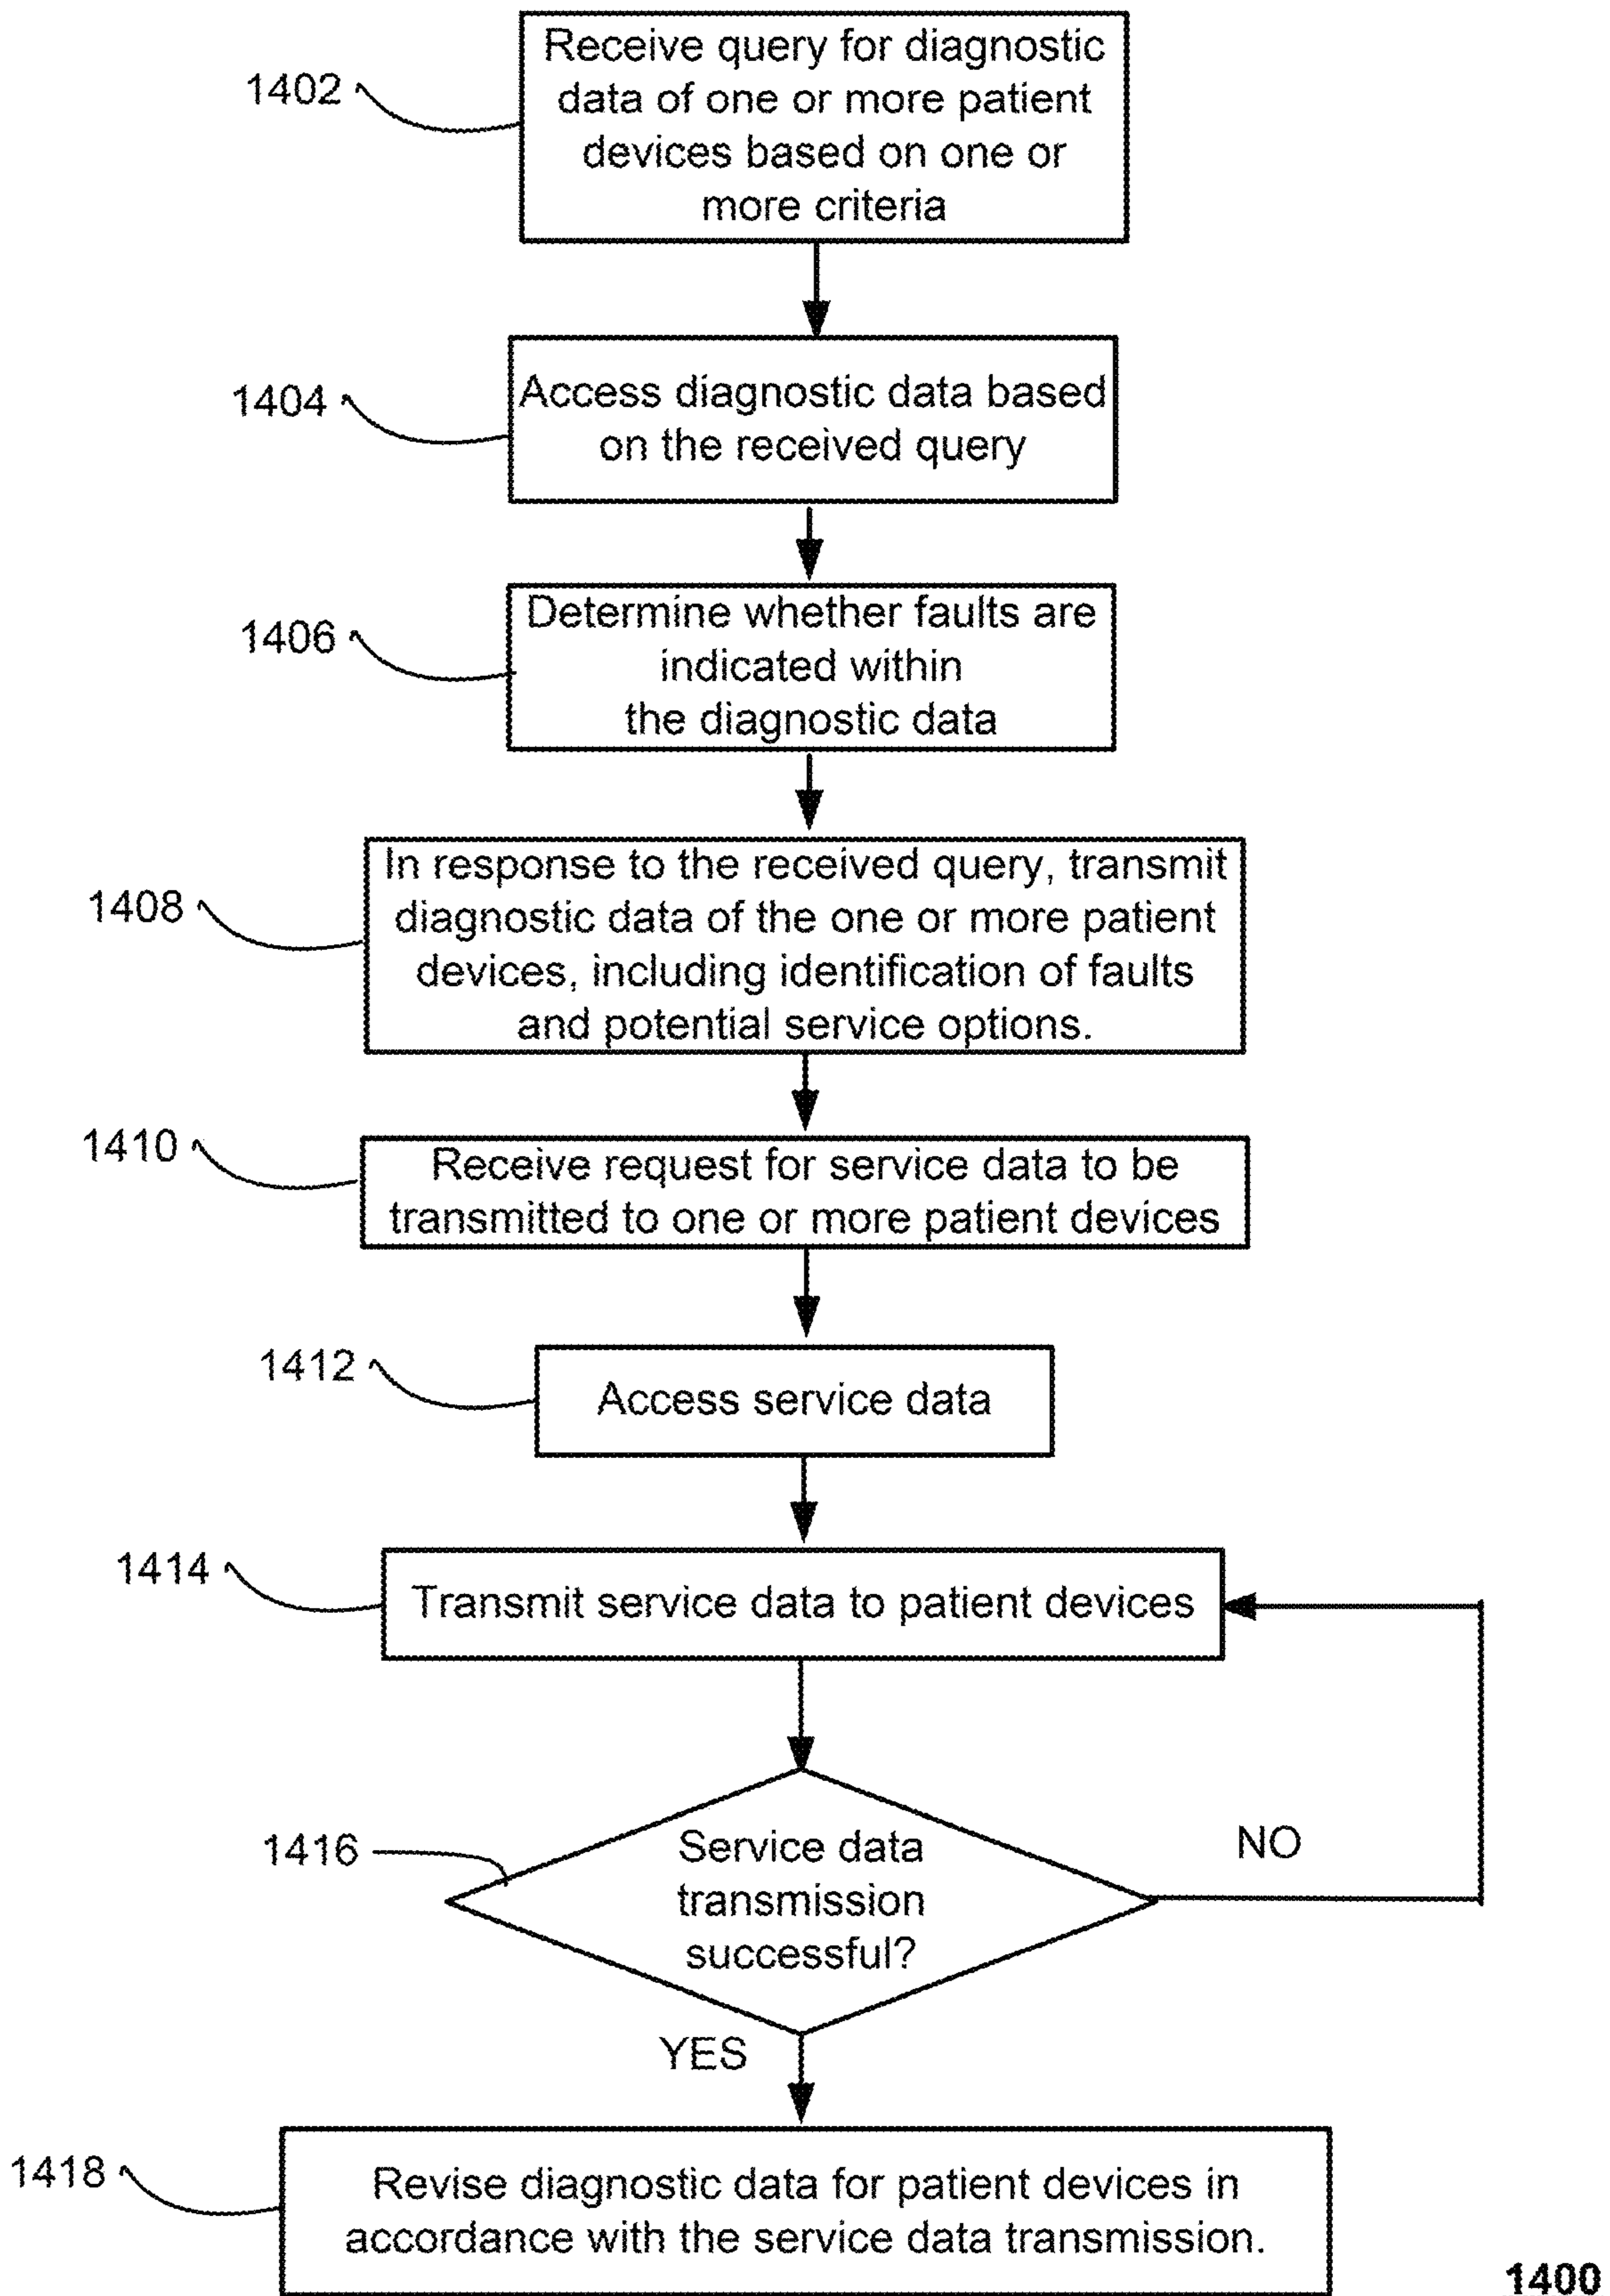 1402
Receive query for diagnostic
data of one or more patient
devices based on one or
more criteria
1404
Access diagnostic data based
on the received query
1406
Determine whether faults are
indicated within
the diagnostic data
1408
In response to the received query, transmit
diagnostic data of the one or more patient
devices, including identification of faults
and potential service options.
1410
Receive request for service data to be
transmitted to one or more patient devices
1412
Access service data
1414
Transmit service data to patient devices
1416
Service data
transmission
successful?
NO
YES
1418
Revise diagnostic data for patient devices in
accordance with the service data transmission.
1400